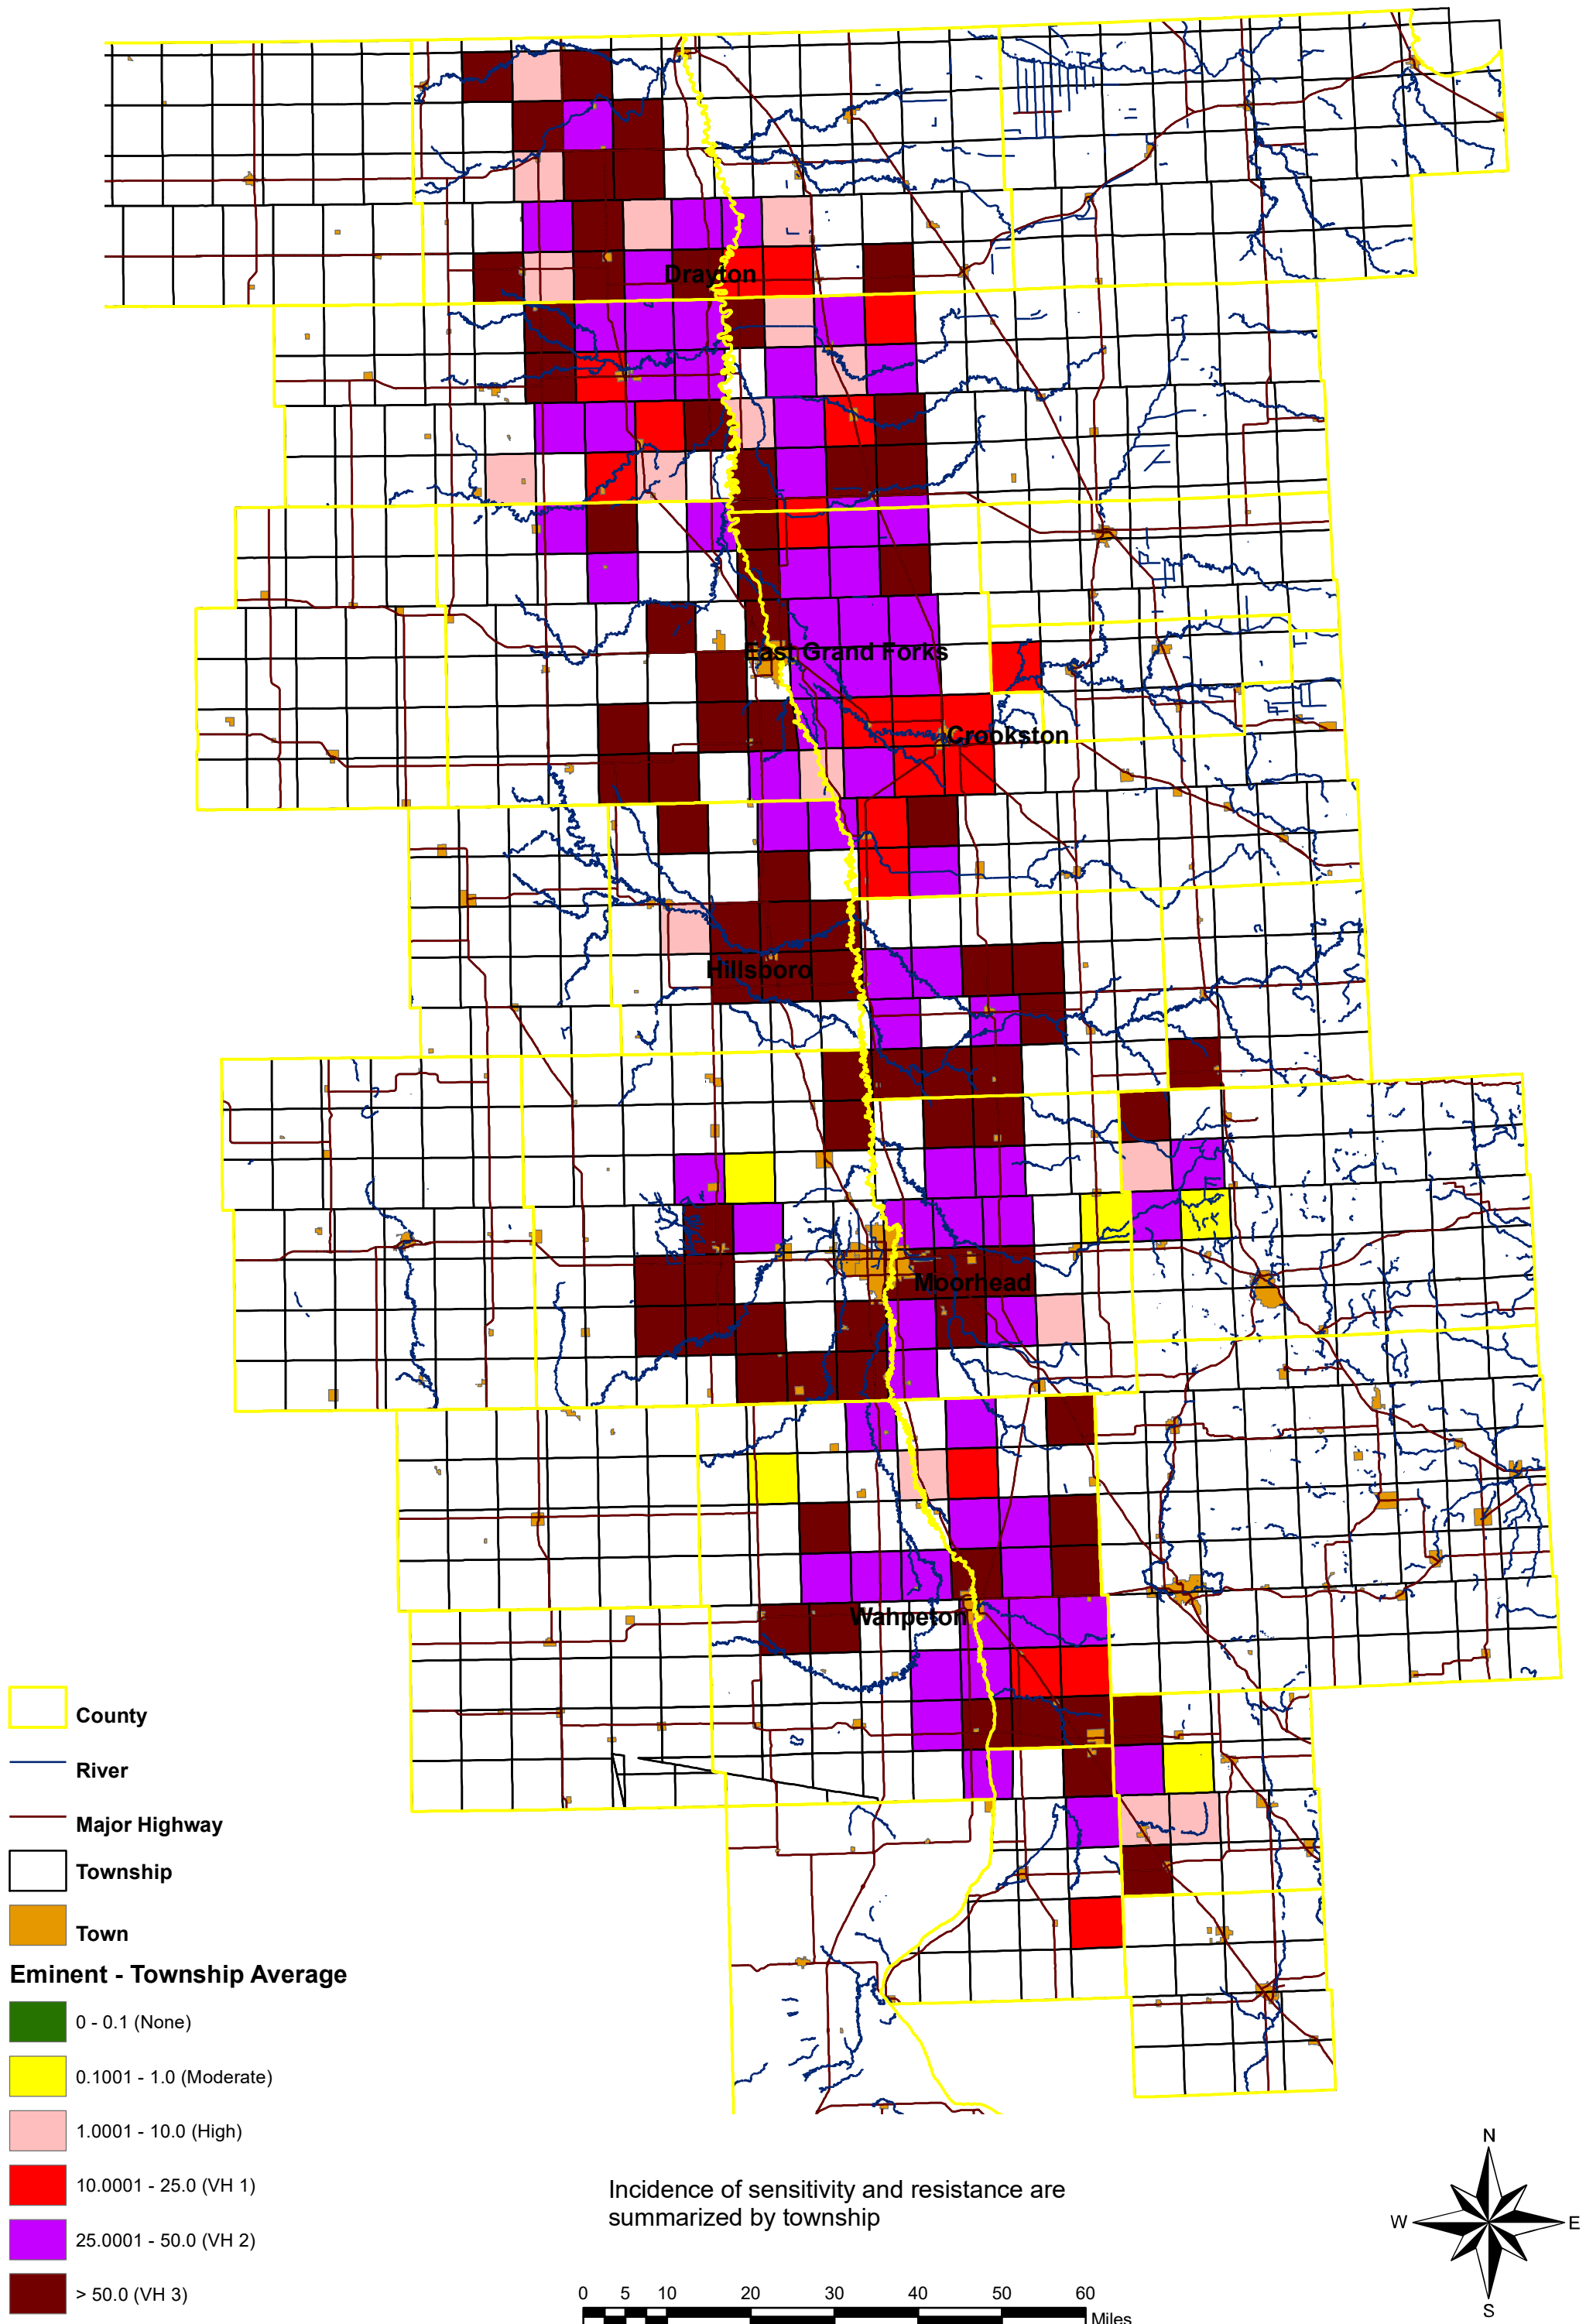 Drayton
East Grand Forks
Crookston
Hillsboro
Moorhead
Wahpeton
County
River
Major Highway
Township
Town
Eminent - Township Average
0 - 0.1 (None)
0.1001 - 1.0 (Moderate)
1.0001 - 10.0 (High)
10.0001 - 25.0 (VH 1)
25.0001 - 50.0 (VH 2)
> 50.0 (VH 3)
Incidence of sensitivity and resistance are
summarized by township
0 5 10 20 30 40 50 60
Miles
N
W E
S